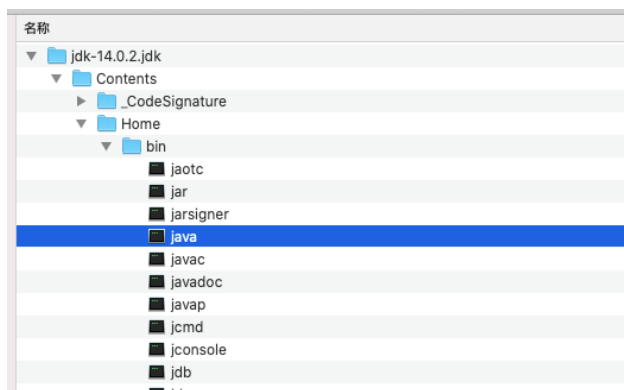 名称
jdk-14.0.2.jdk
Contents
_CodeSignature
Home
bin
jaotc
jar
jarsigner
java
javac
javadoc
javap
jcmd
jconsole
jdb